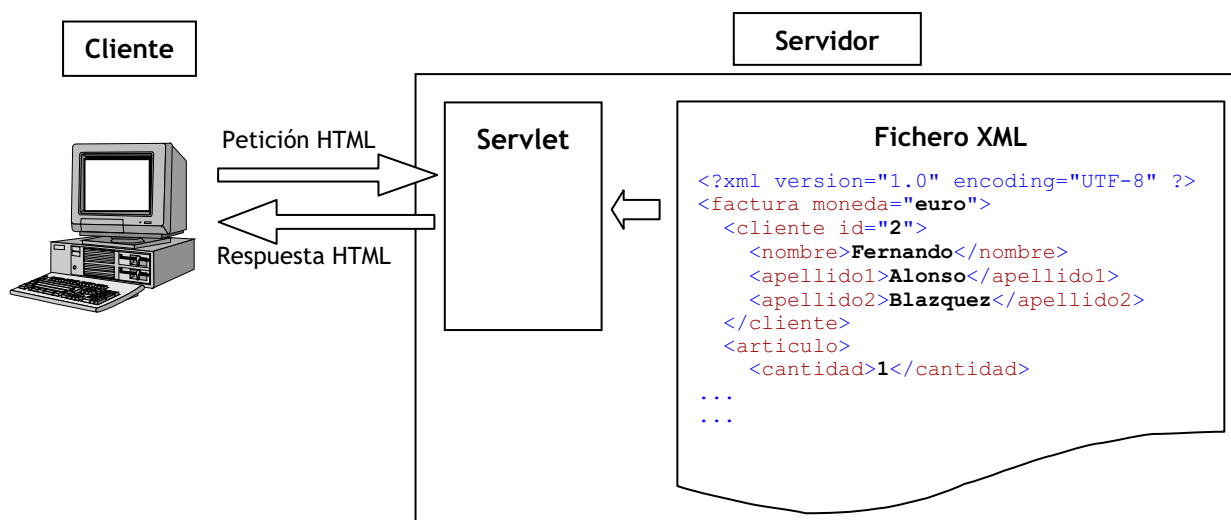 Cliente
Servidor
Petición HTML
Respuesta HTML
Servlet
Fichero XML
<?xml version="1.0" encoding="UTF-8" ?>
<factura moneda="euro">
<cliente id="2">
<nombre>Fernando</nombre>
<apellido1>Alonso</apellido1>
<apellido2>Blazquez</apellido2>
</cliente>
<articulo>
<cantidad>1</cantidad>
...
...